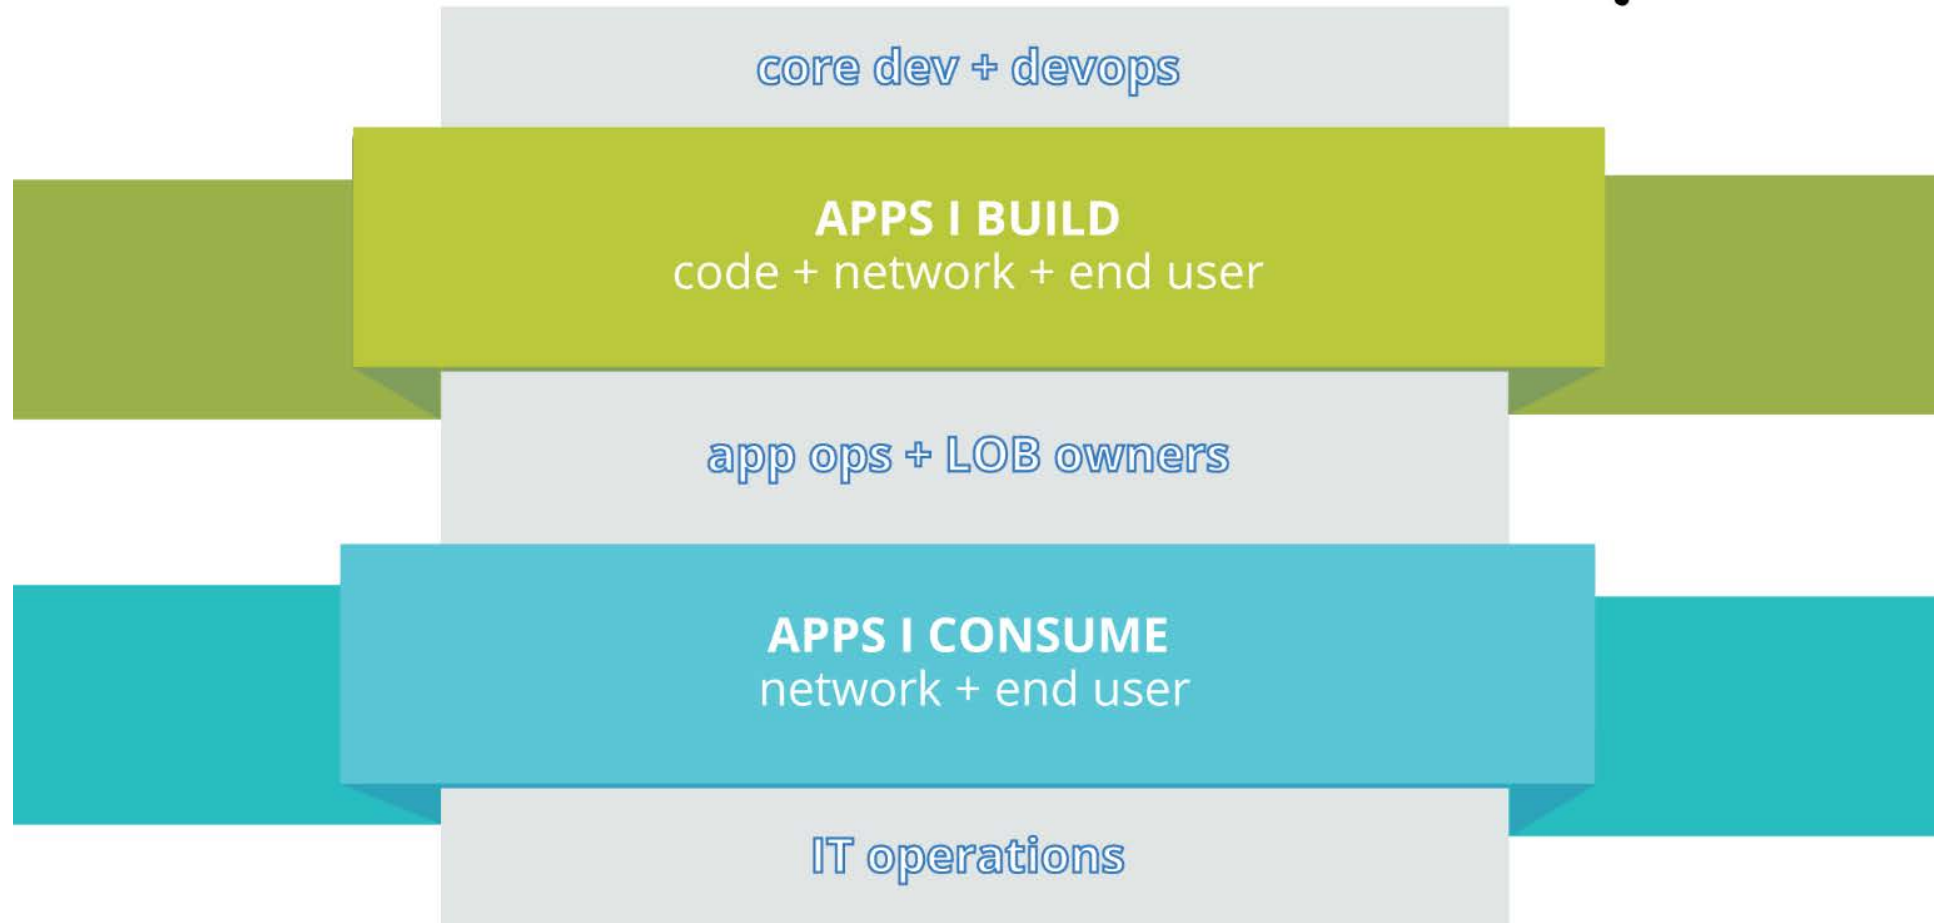 core dev + devops
APPS I BUILD
code + network + end user
app ops + LOB owners
APPS I CONSUME
network + end user
IT operations